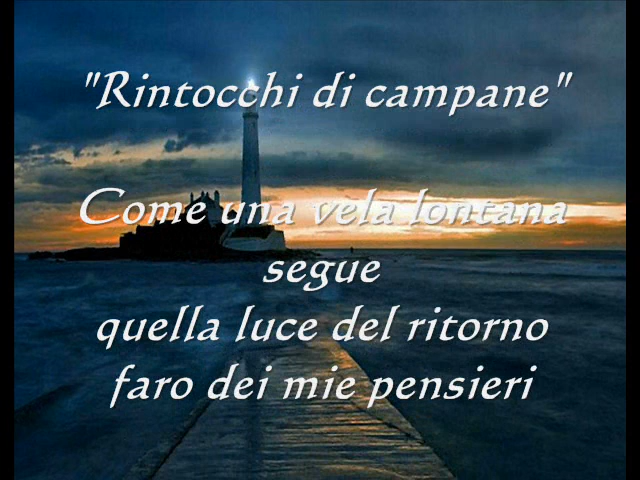 "Rintocchi di campane"
Come una vela lontana
segue
quella luce del ritorno
faro dei mie pensieri